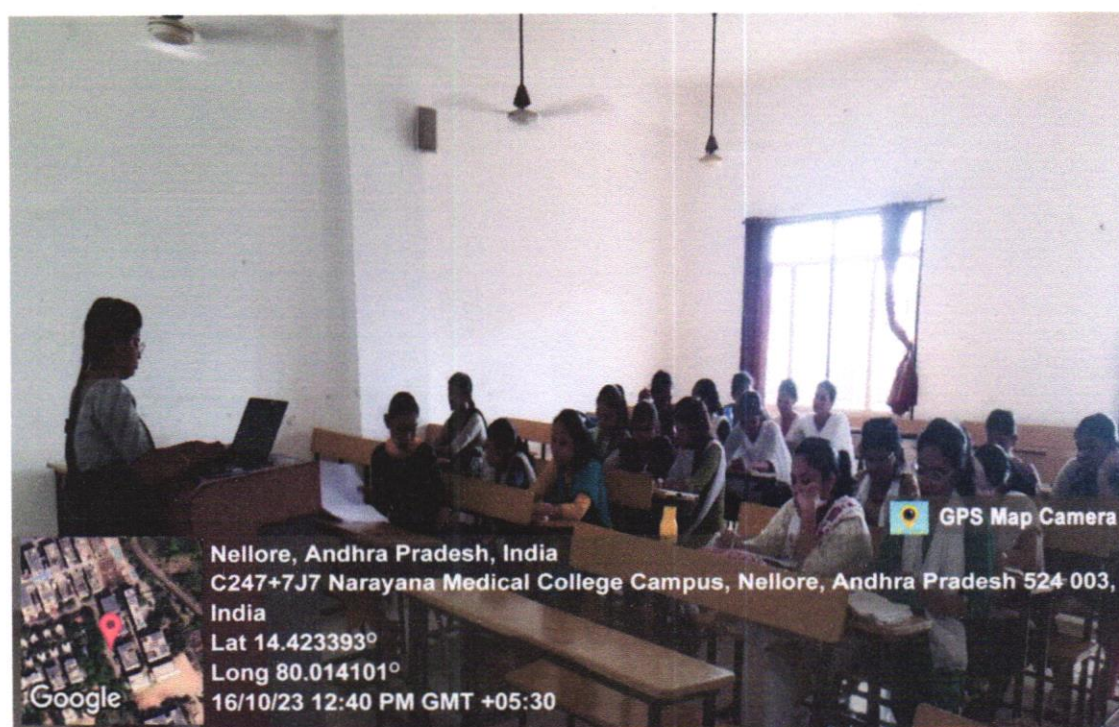 GPS Map Camera
Nellore, Andhra Pradesh, India
C247+7J7 Narayana Medical College Campus, Nellore, Andhra Pradesh 524 003,
India
Lat 14.423393°
Long 80.014101°
16/10/23 12:40 PM GMT +05:30
Google